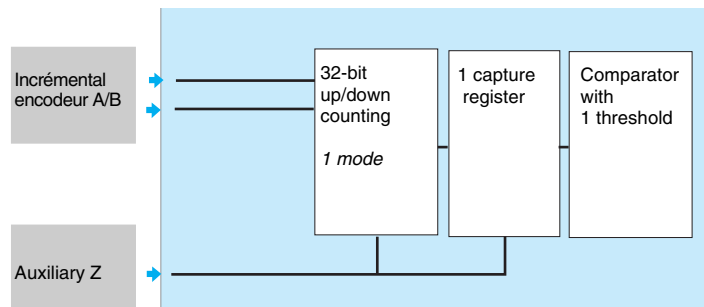 Incrémental
encodeur A/B
32-bit
up/down
counting
1 mode
1 capture
register
Comparator
with
1 threshold
Auxiliary Z